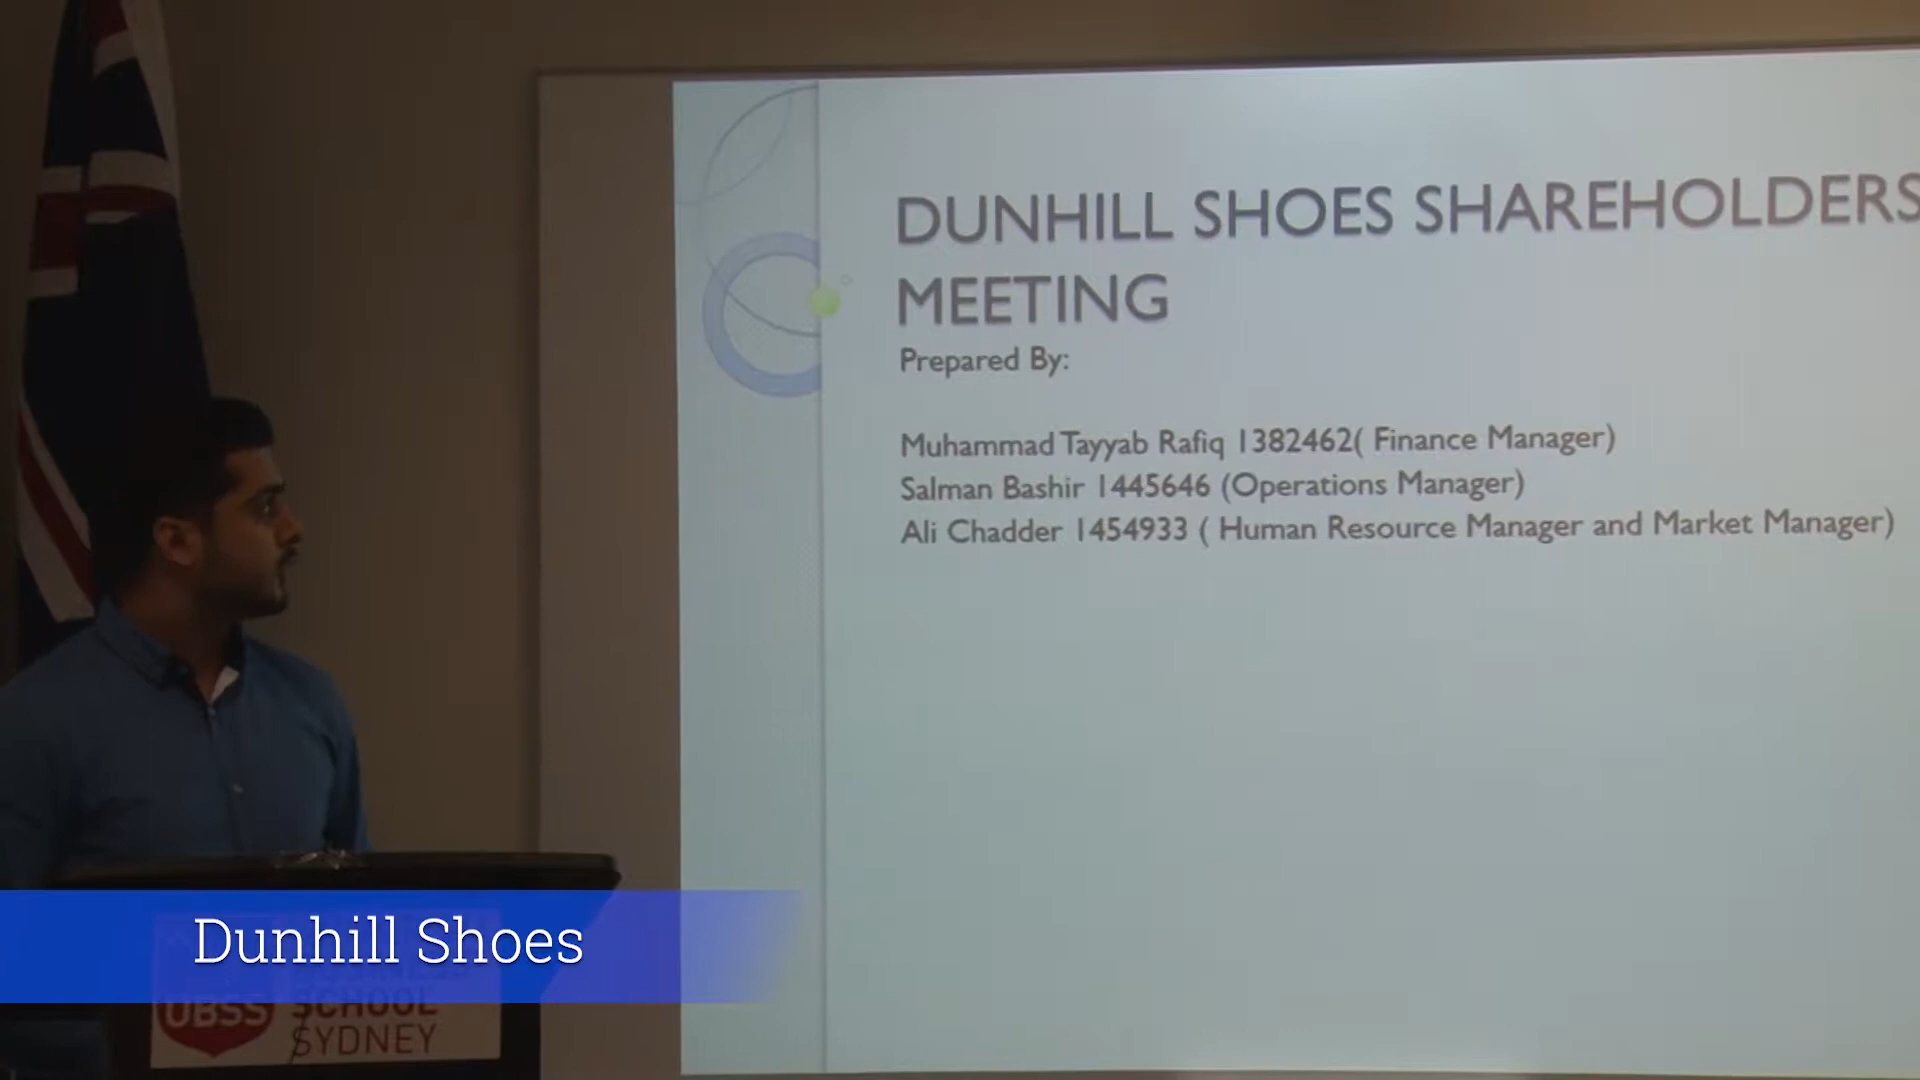 DUNHILL SHOES SHAREHOLDERS
MEETING
Prepared By:
Muhammad Tayyab Rafiq 1382462( Finance Manager)
Salman Bashir 1445646 (Operations Manager)
Ali Chadder 1454933 ( Human Resource Manager and Market Manager)
Dunhill Shoes
UBSS
SCHOOL
SYDNEY